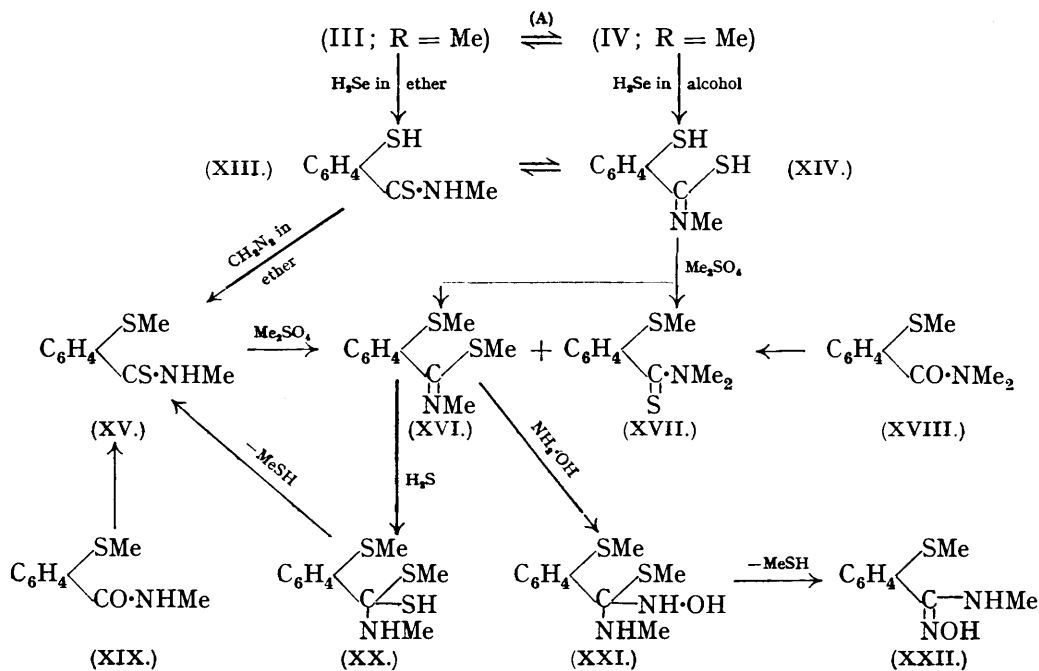 (A)
(III; R = Me) ⇌ (IV; R = Me)
H₂Se in ether H₂Se in alcohol
SH SH
(XIII.) C₆H₄ ⇌ C₆H₄ SH (XIV.)
CS·NHMe C
NMe
CH₂N₂ in ether
Me₂SO₄
SMe Me₂SO₄ SMe SMe SMe
C₆H₄ → C₆H₄ SMe + C₆H₄ ← C₆H₄
CS·NHMe C C·NMe₂ CO·NMe₂
NMe S
(XV.) (XVI.) (XVII.) (XVIII.)
−MeSH H₂S NH₂·OH
SMe SMe SMe −MeSH SMe
C₆H₄ C₆H₄ SMe C₆H₄ SMe → C₆H₄
CO·NHMe C—SH C—NH·OH C—NHMe
NHMe NHMe NOH
(XIX.) (XX.) (XXI.) (XXII.)